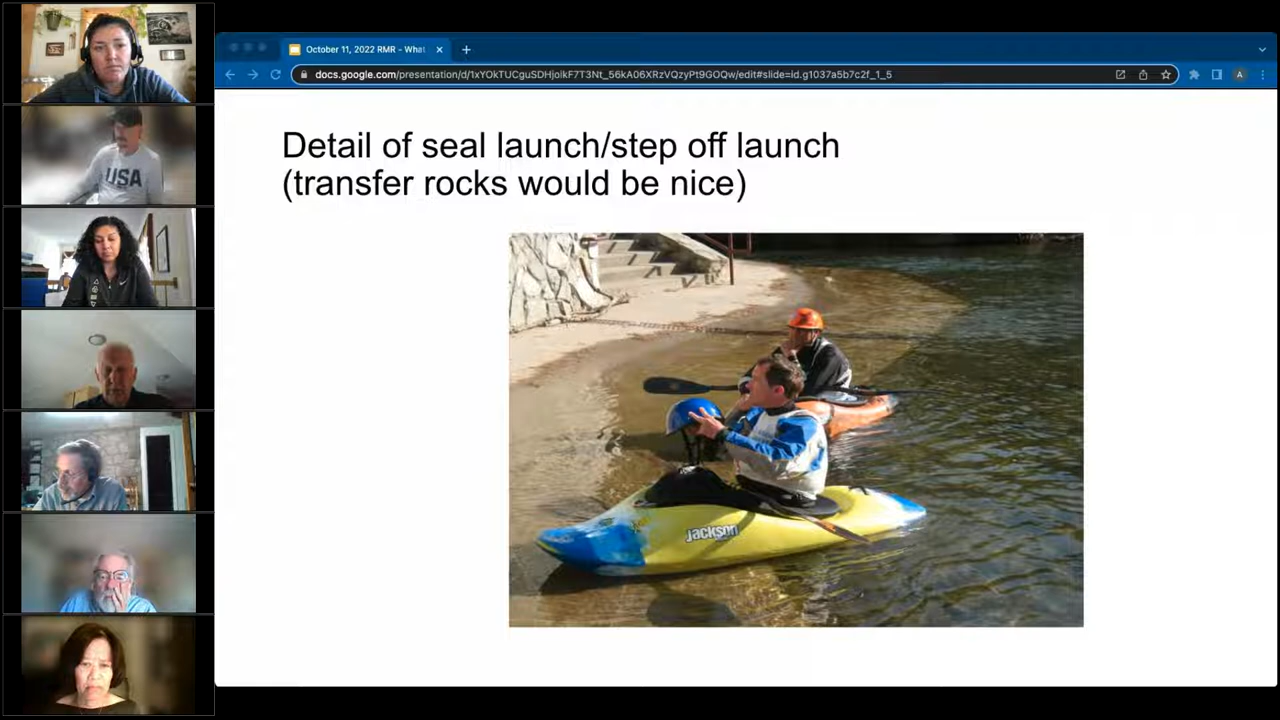 October 11, 2022 RMR - What
docs.google.com/presentation/d/1xYOkTUCguSDHjolkF7T3Nt_56kA06XRzVQzyPt9GOQw/edit#slide=id.g1037a5b7c2f_1_5
A
Detail of seal launch/step off launch
(transfer rocks would be nice)
USA
JACKSON